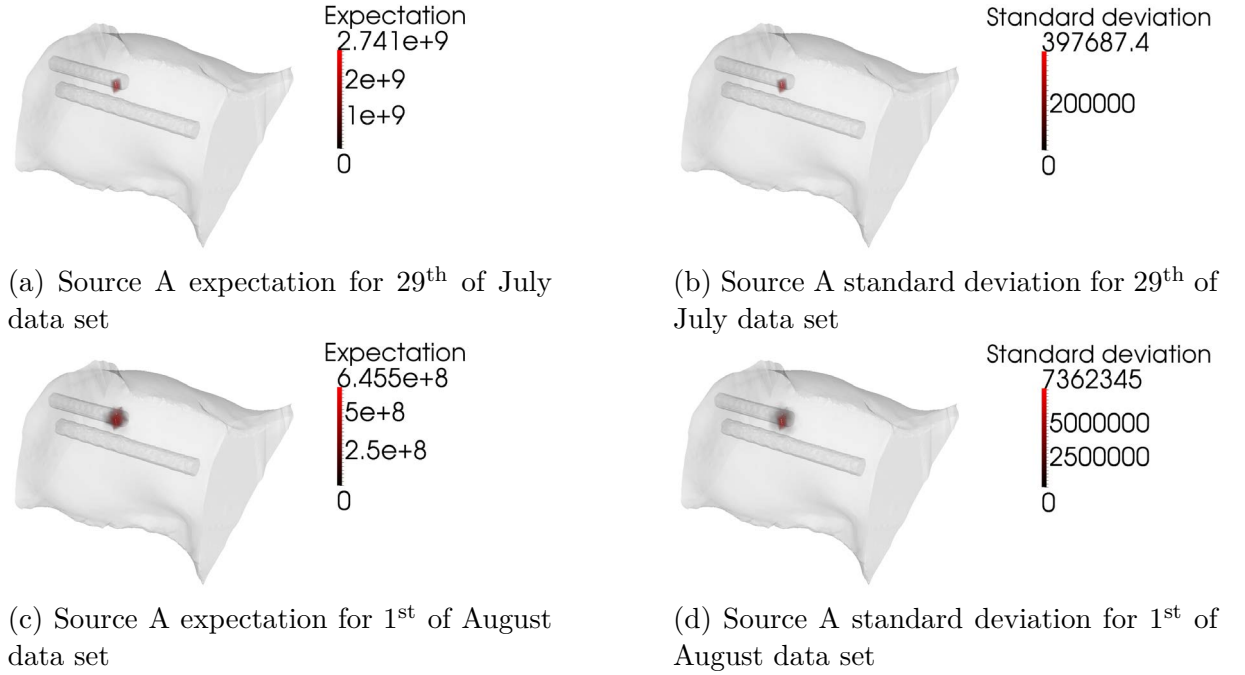 Expectation
2.741e+9
2e+9
1e+9
0
Standard deviation
397687.4
200000
0
(a) Source A expectation for 29th of July
data set
(b) Source A standard deviation for 29th of
July data set
Expectation
6.455e+8
5e+8
2.5e+8
0
Standard deviation
7362345
5000000
2500000
0
(c) Source A expectation for 1st of August
data set
(d) Source A standard deviation for 1st of
August data set